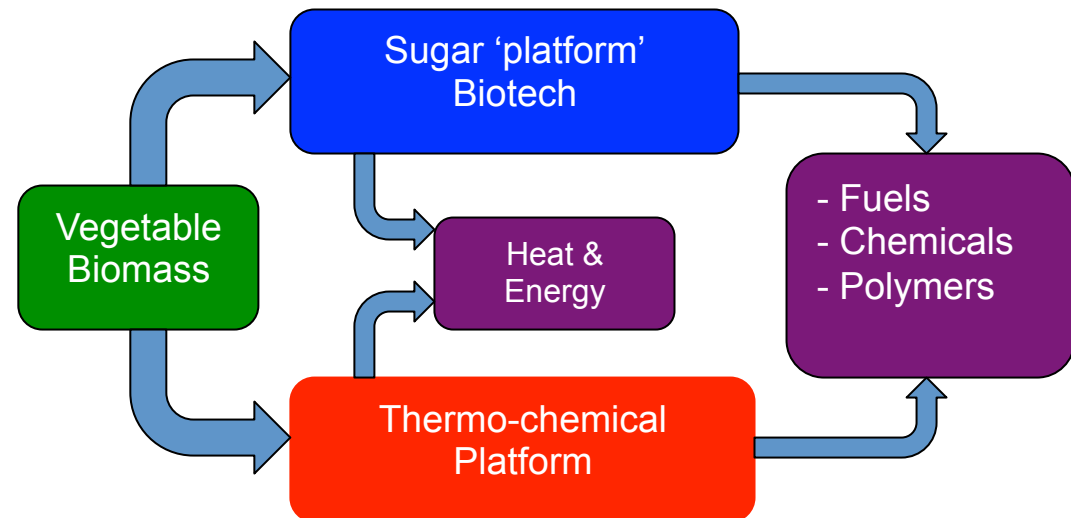 Sugar ‘platform’
Biotech
Vegetable
Biomass
Heat &
Energy
- Fuels
- Chemicals
- Polymers
Thermo-chemical
Platform